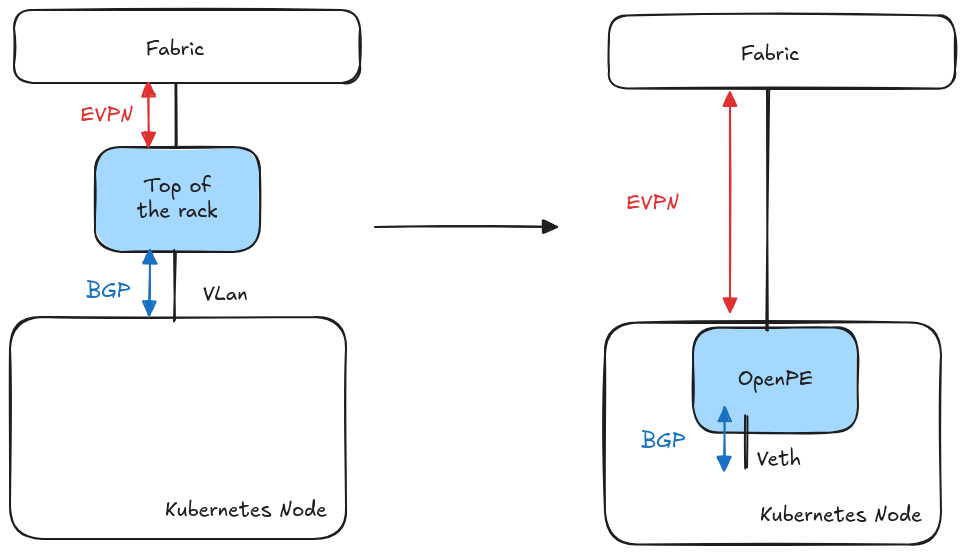 Fabric
EVPN
Top of
the rack
BGP
VLan
Kubernetes Node
Fabric
EVPN
OpenPE
BGP
Veth
Kubernetes Node